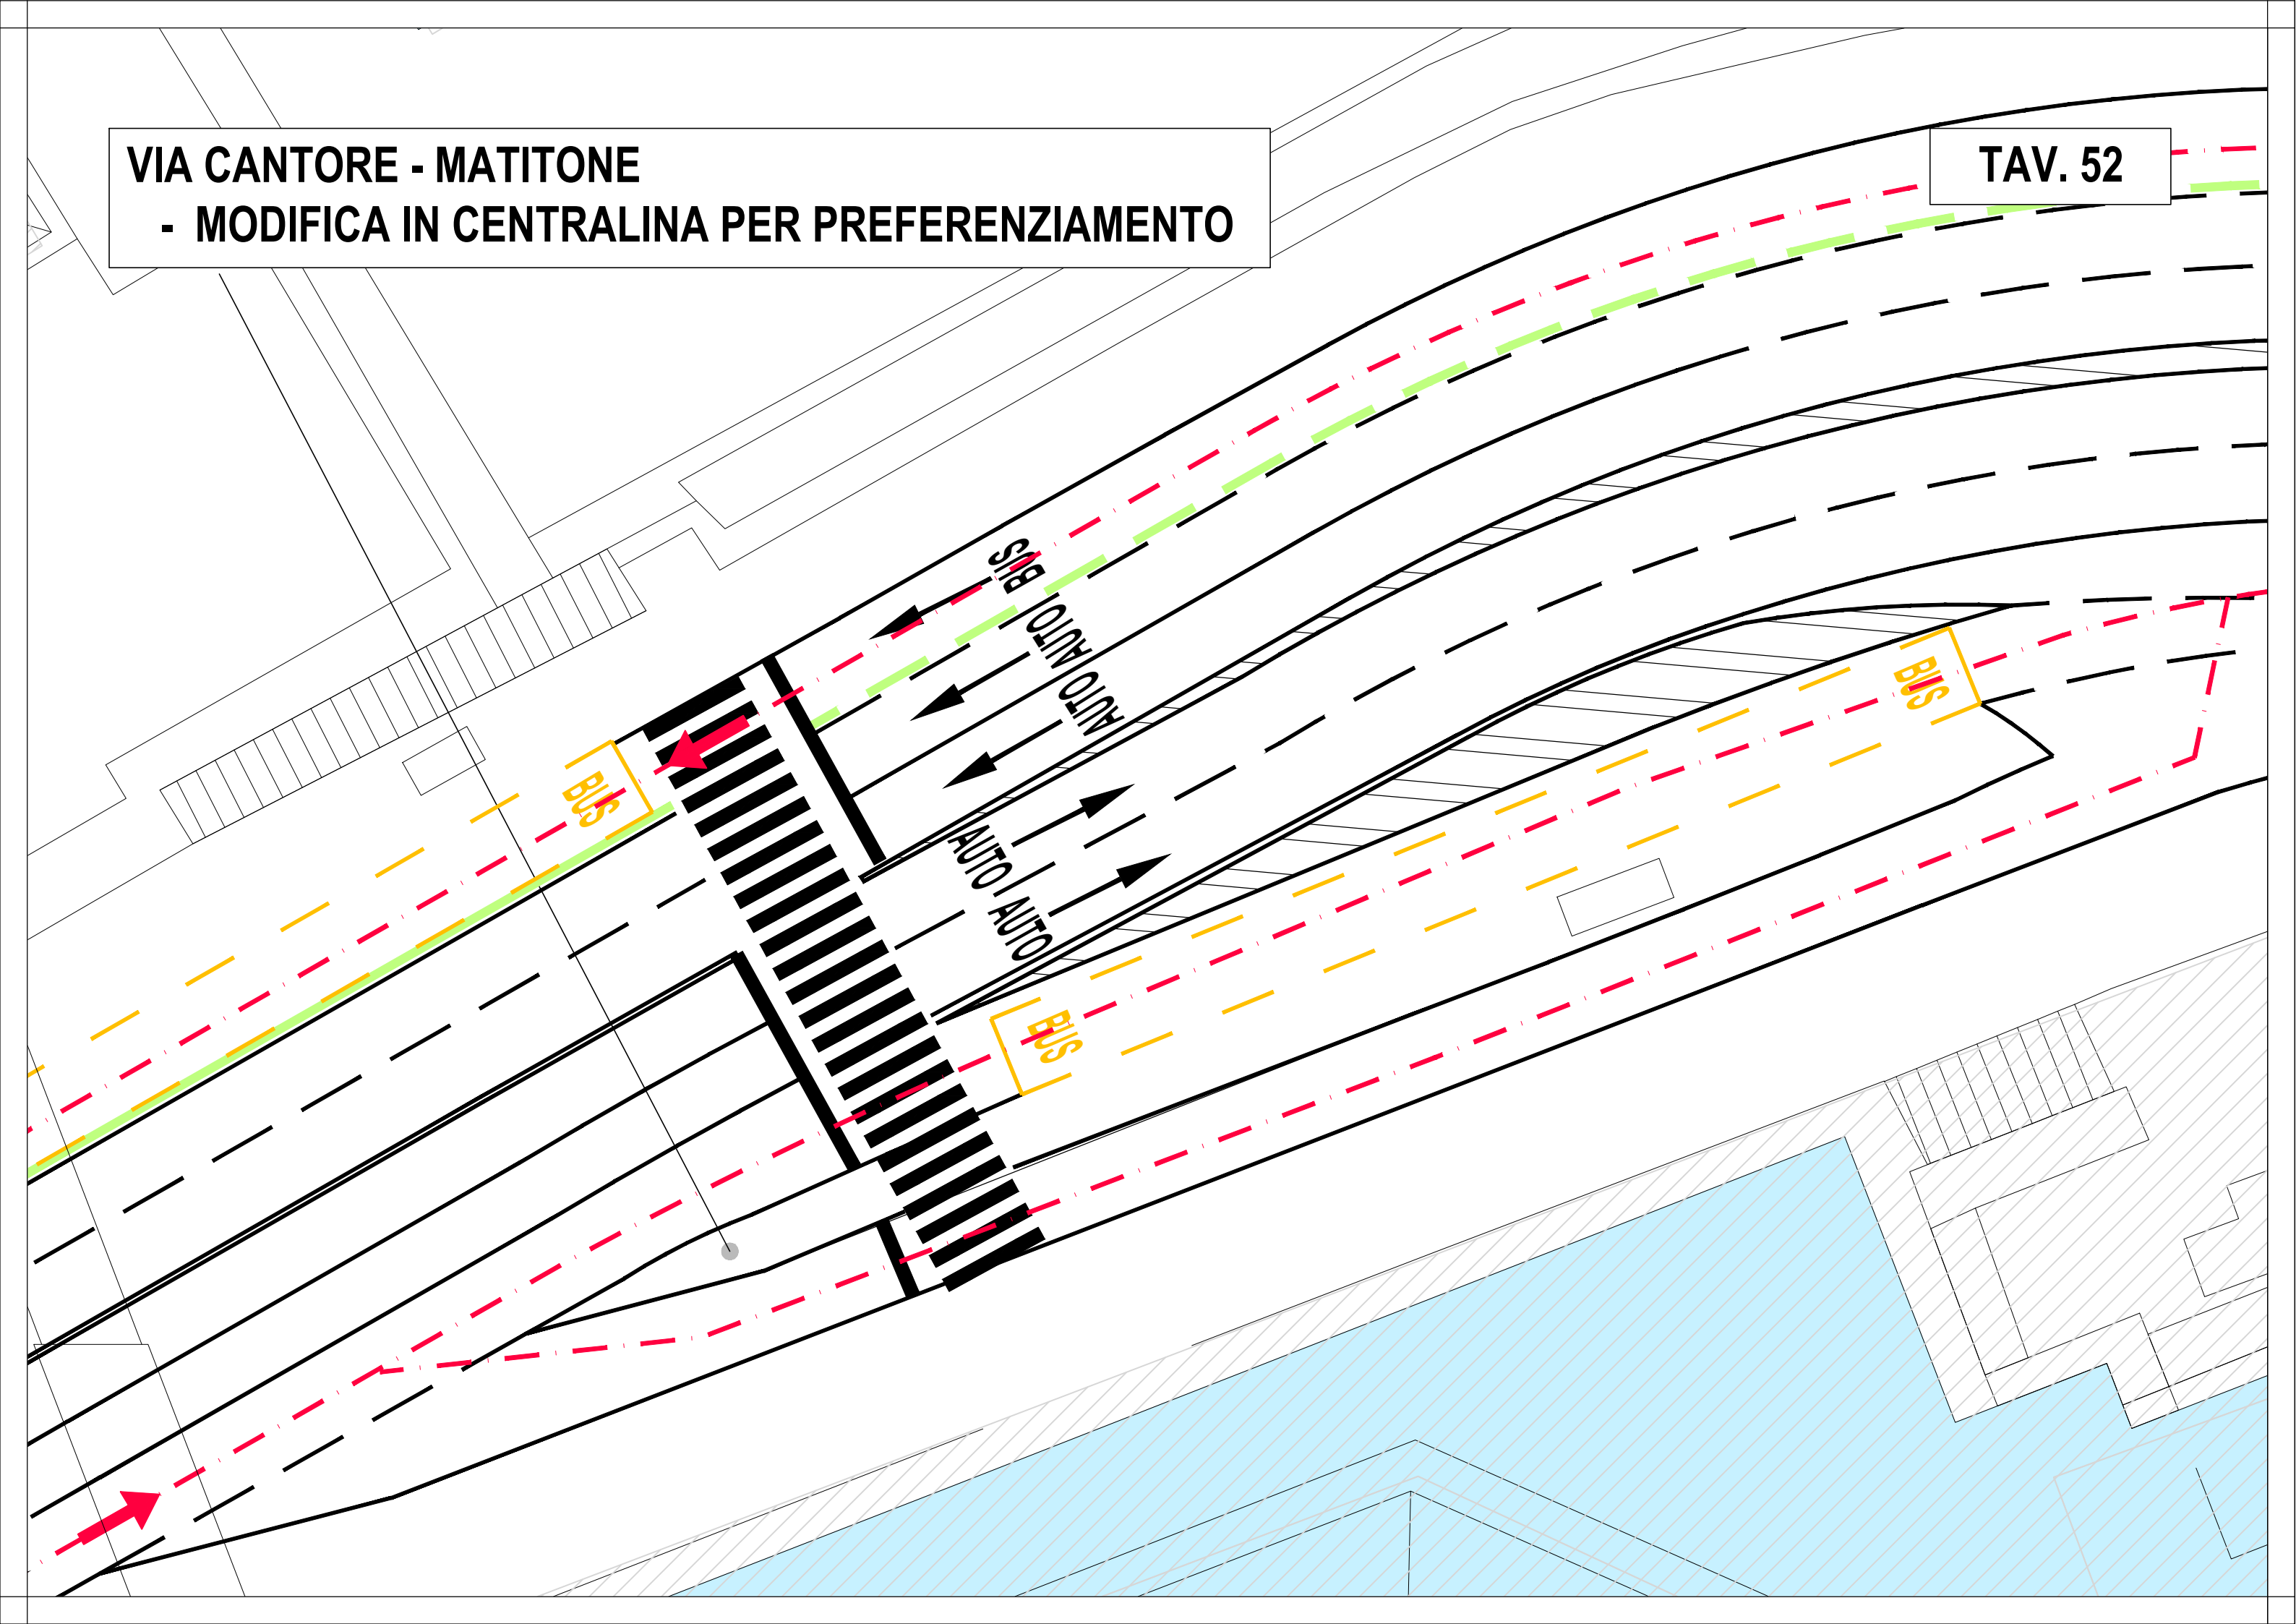 VIA CANTORE - MATITONE
- MODIFICA IN CENTRALINA PER PREFERENZIAMENTO
TAV. 52
BUS
AUTO
AUTO
BUS
BUS
AUTO
AUTO
BUS